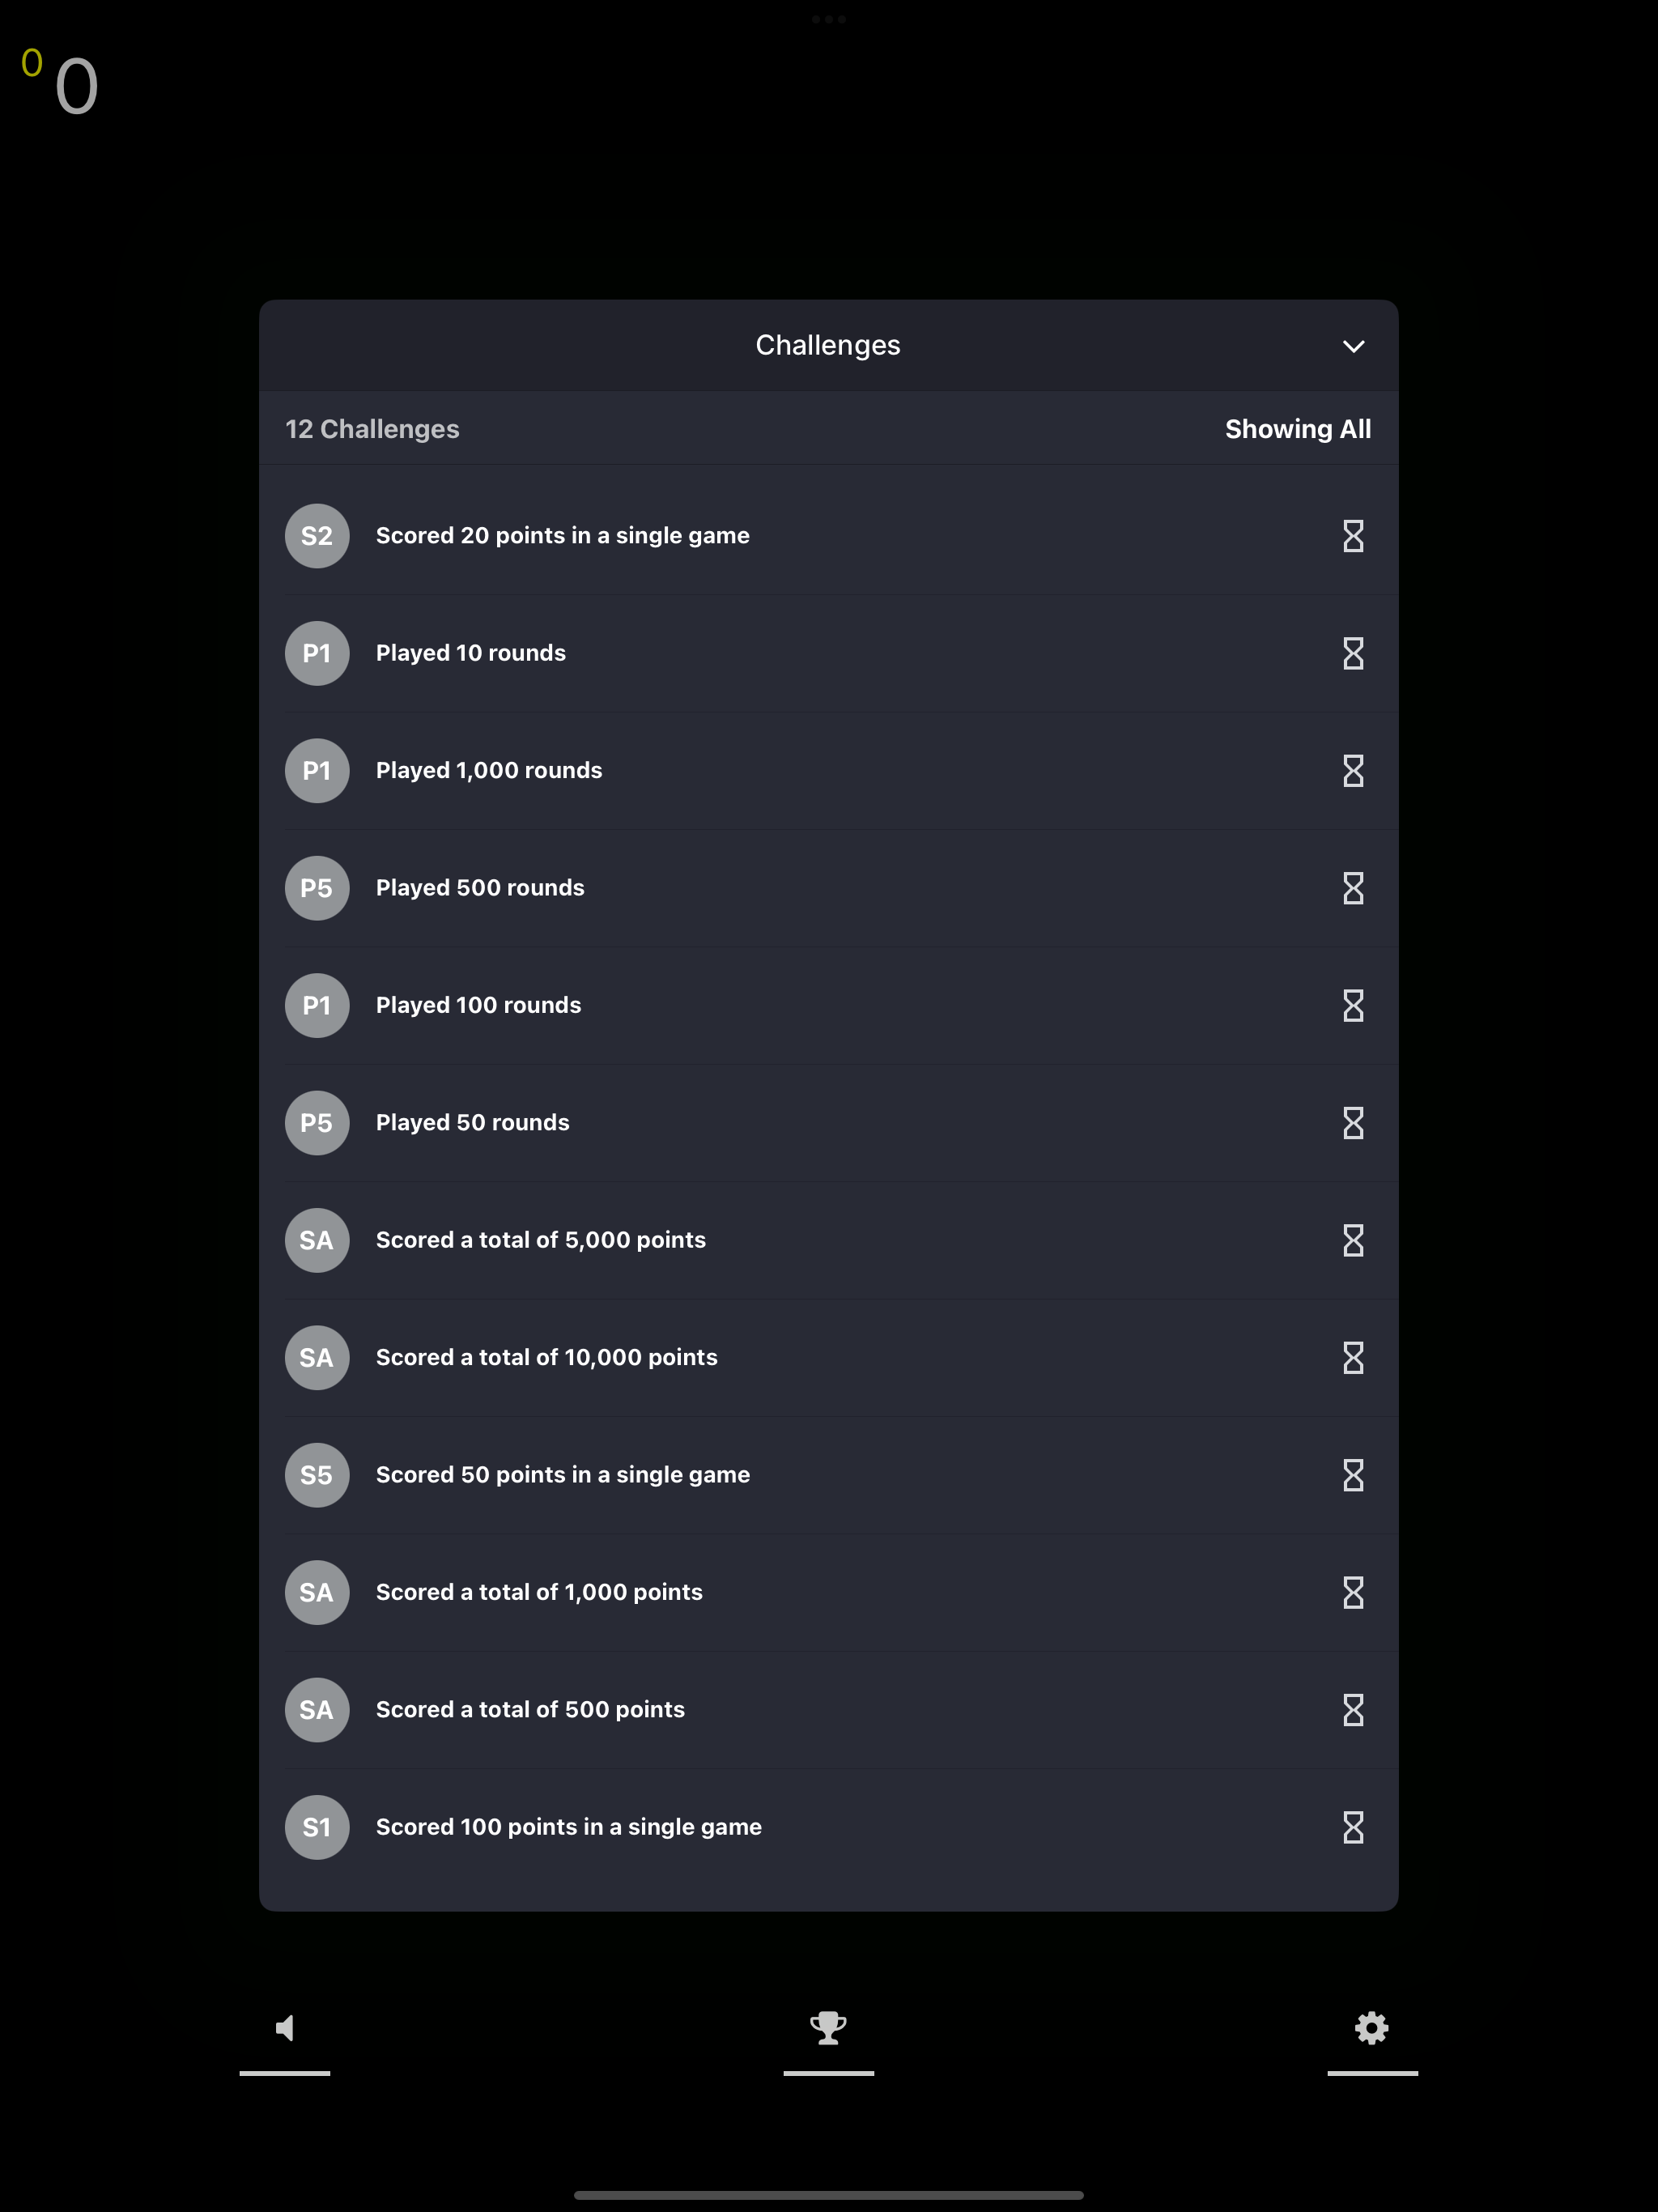 0
0
Challenges
12 Challenges
Showing All
S2 Scored 20 points in a single game
P1 Played 10 rounds
P1 Played 1,000 rounds
P5 Played 500 rounds
P1 Played 100 rounds
P5 Played 50 rounds
SA Scored a total of 5,000 points
SA Scored a total of 10,000 points
S5 Scored 50 points in a single game
SA Scored a total of 1,000 points
SA Scored a total of 500 points
S1 Scored 100 points in a single game